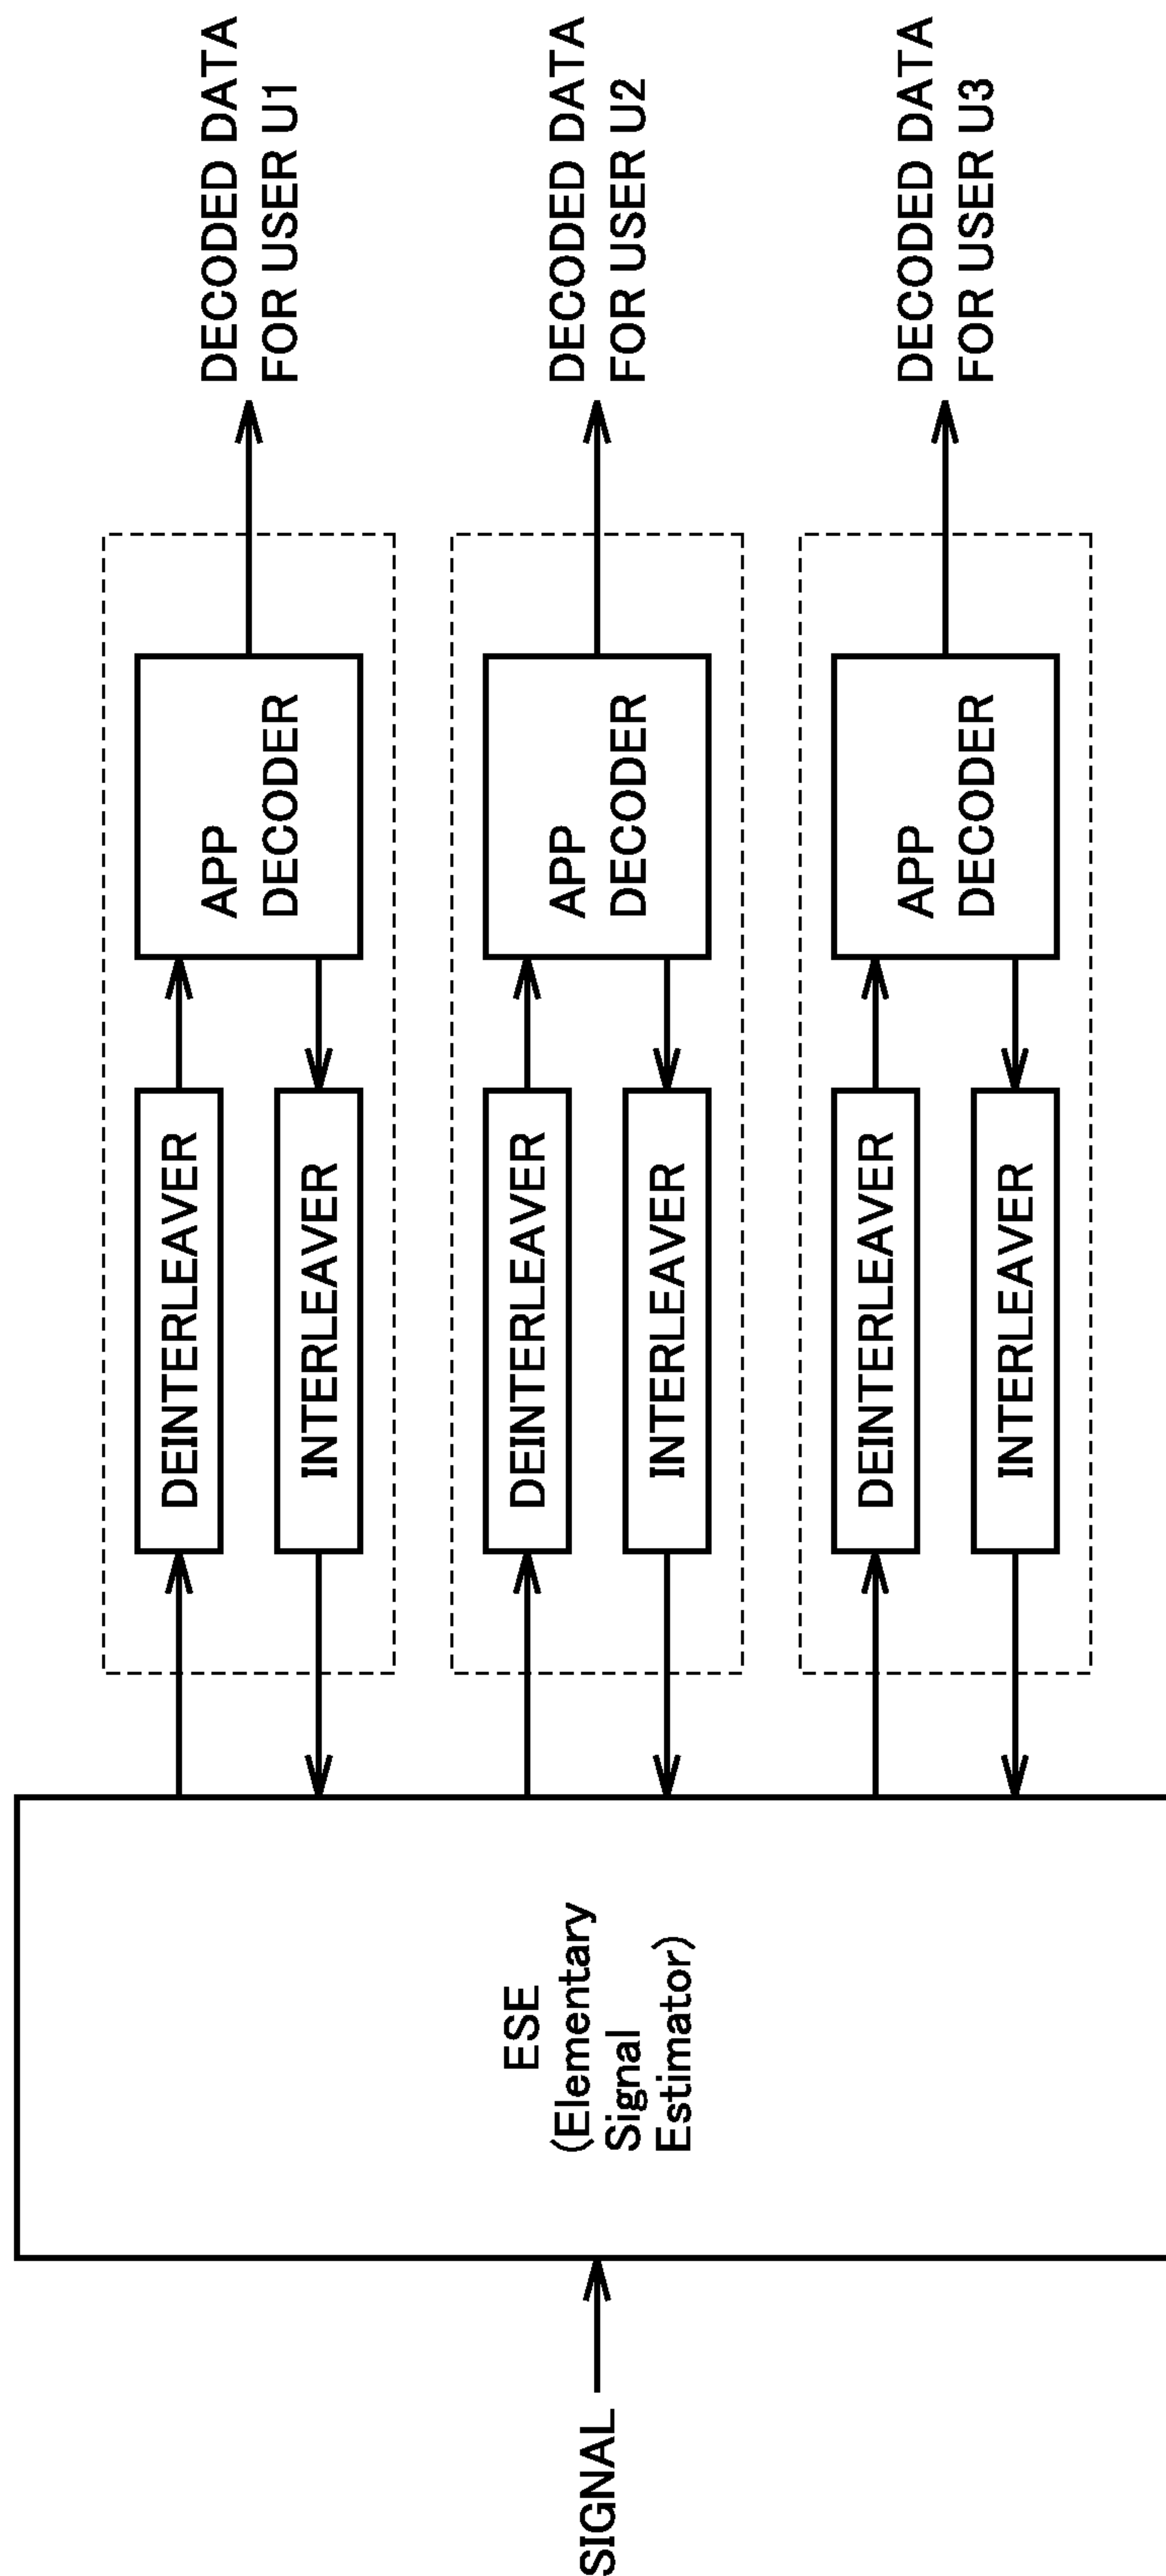 SIGNAL
ESE
(Elementary
Signal
Estimator)
DEINTERLEAVER
INTERLEAVER
APP
DECODER
DECODED DATA
FOR USER U1
DEINTERLEAVER
INTERLEAVER
APP
DECODER
DECODED DATA
FOR USER U2
DEINTERLEAVER
INTERLEAVER
APP
DECODER
DECODED DATA
FOR USER U3